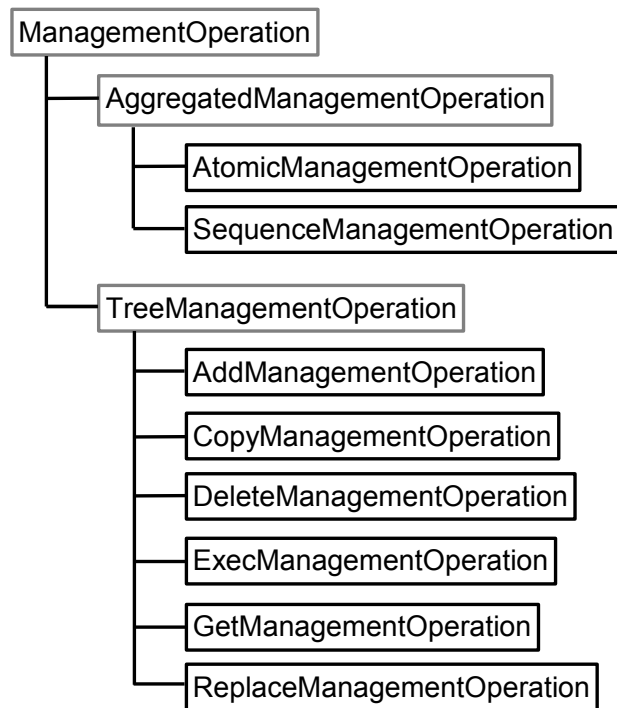 ManagementOperation
AggregatedManagementOperation
AtomicManagementOperation
SequenceManagementOperation
TreeManagementOperation
AddManagementOperation
CopyManagementOperation
DeleteManagementOperation
ExecManagementOperation
GetManagementOperation
ReplaceManagementOperation